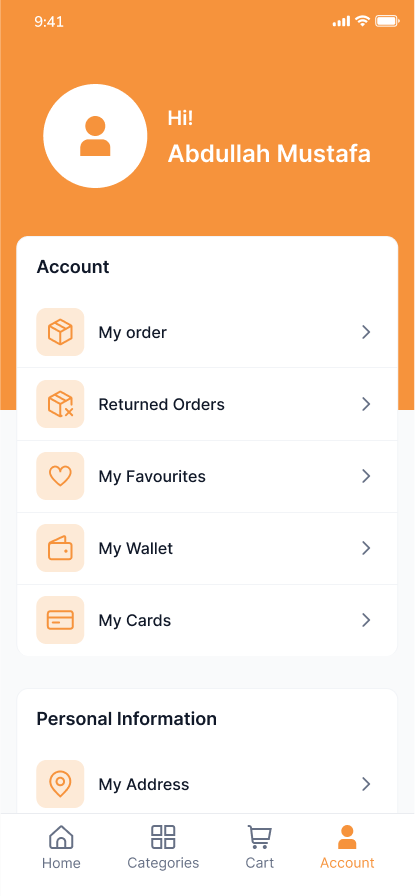 9:41
Hi!
Abdullah Mustafa
Account
My order
Returned Orders
My Favourites
My Wallet
My Cards
Personal Information
My Address
Home
Categories
Cart
Account